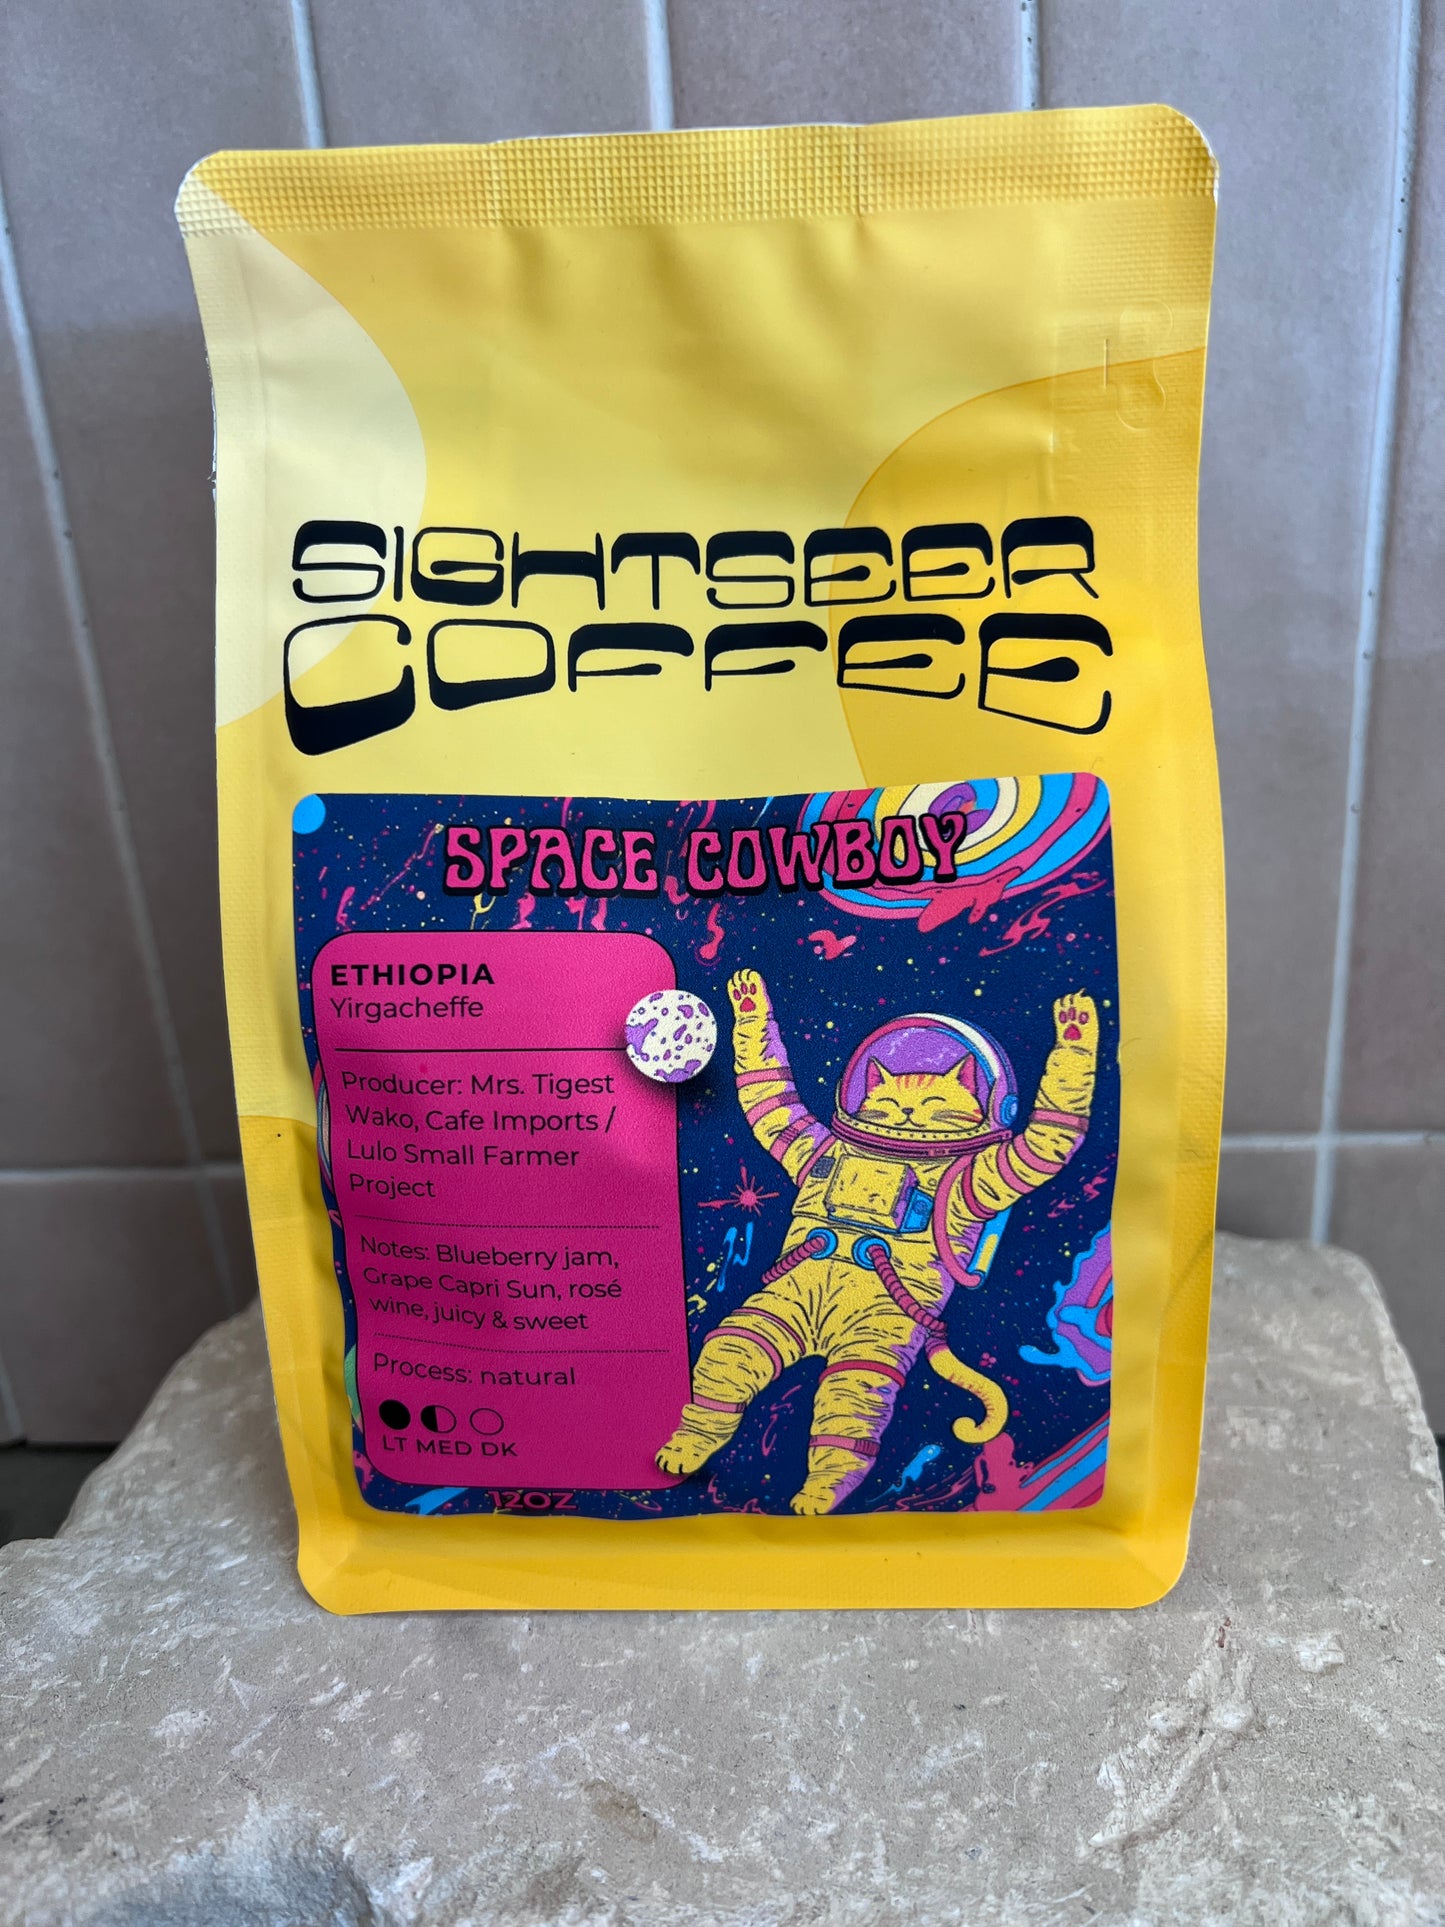 SIGHTSEER
COFFEE
SPACE COWBOY
ETHIOPIA
Yirgacheffe
Producer: Mrs. Tigest
Wako, Cafe Imports /
Lulo Small Farmer
Project
Notes: Blueberry jam,
Grape Capri Sun, rosé
wine, juicy & sweet
Process: natural
LT MED DK
12OZ